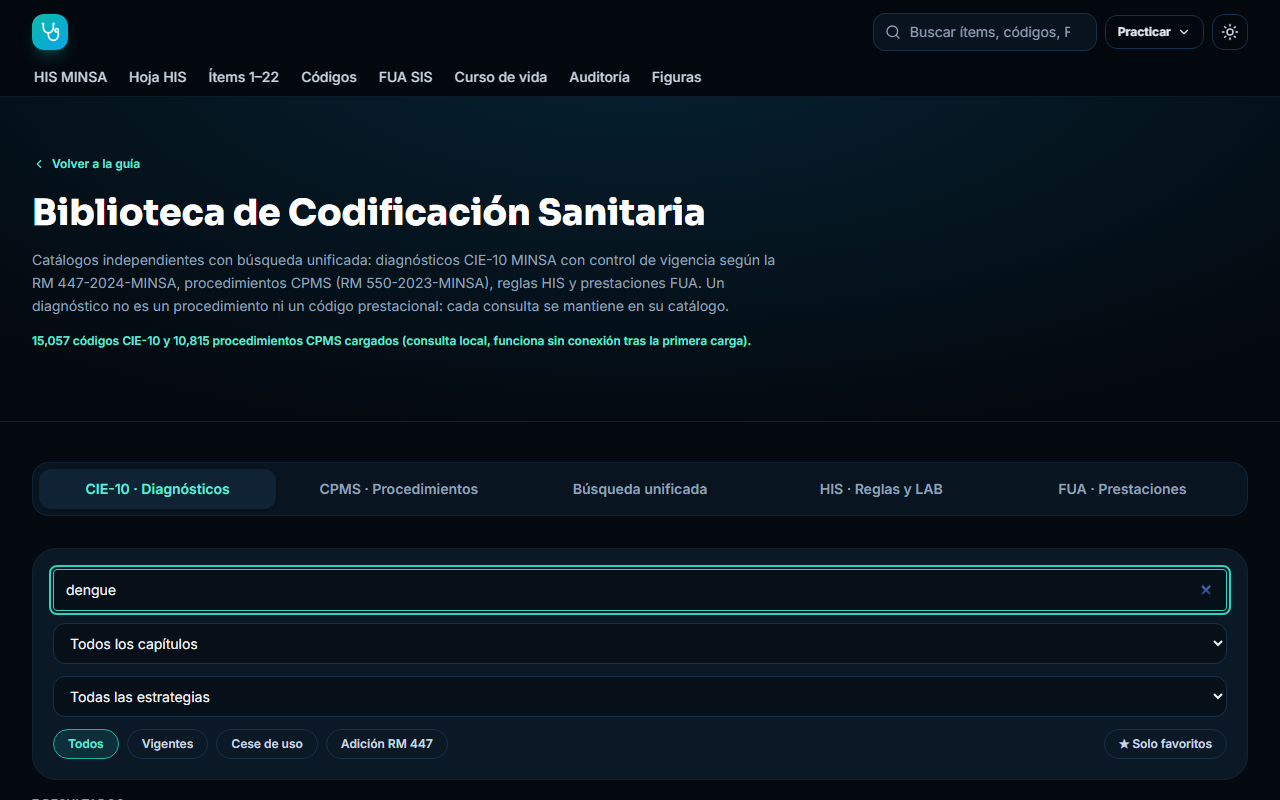 Buscar ítems, códigos, F
Practicar
HIS MINSA
Hoja HIS
Ítems 1–22
Códigos
FUA SIS
Curso de vida
Auditoría
Figuras
Volver a la guía
Biblioteca de Codificación Sanitaria
Catálogos independientes con búsqueda unificada: diagnósticos CIE-10 MINSA con control de vigencia según la
RM 447-2024-MINSA, procedimientos CPMS (RM 550-2023-MINSA), reglas HIS y prestaciones FUA. Un
diagnóstico no es un procedimiento ni un código prestacional: cada consulta se mantiene en su catálogo.
15,057 códigos CIE-10 y 10,815 procedimientos CPMS cargados (consulta local, funciona sin conexión tras la primera carga).
CIE-10 · Diagnósticos
CPMS · Procedimientos
Búsqueda unificada
HIS · Reglas y LAB
FUA · Prestaciones
dengue
Todos los capítulos
Todas las estrategias
Todos
Vigentes
Cese de uso
Adición RM 447
★ Solo favoritos